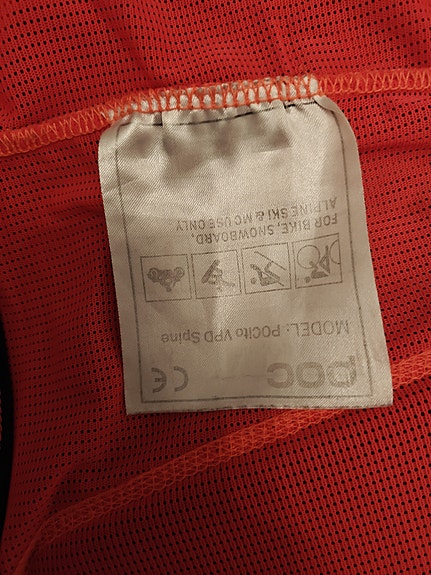 poc
CE
MODEL: POCito VPD Spine
FOR BIKE, SNOWBOARD,
ALPINE SKI & MC USE ONLY